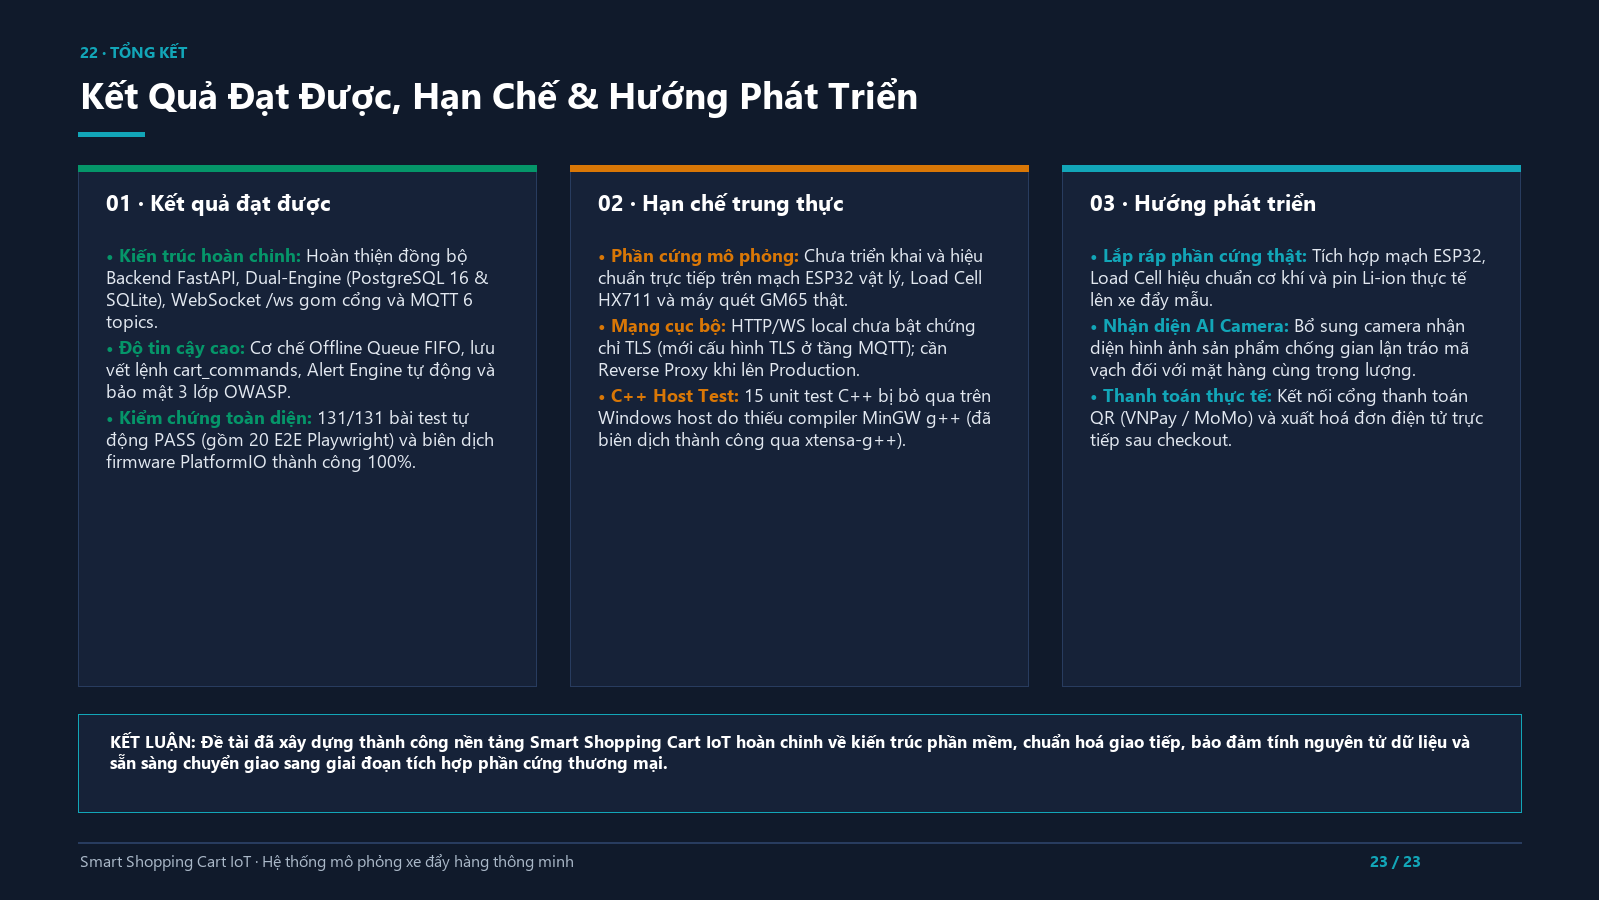 22 · TỔNG KẾT
Kết Quả Đạt Được, Hạn Chế & Hướng Phát Triển
01 · Kết quả đạt được
• Kiến trúc hoàn chỉnh: Hoàn thiện đồng bộ
Backend FastAPI, Dual-Engine (PostgreSQL 16 &
SQLite), WebSocket /ws gom cổng và MQTT 6
topics.
• Độ tin cậy cao: Cơ chế Offline Queue FIFO, lưu
vết lệnh cart_commands, Alert Engine tự động và
bảo mật 3 lớp OWASP.
• Kiểm chứng toàn diện: 131/131 bài test tự
động PASS (gồm 20 E2E Playwright) và biên dịch
firmware PlatformIO thành công 100%.
02 · Hạn chế trung thực
• Phần cứng mô phỏng: Chưa triển khai và hiệu
chuẩn trực tiếp trên mạch ESP32 vật lý, Load Cell
HX711 và máy quét GM65 thật.
• Mạng cục bộ: HTTP/WS local chưa bật chứng
chỉ TLS (mới cấu hình TLS ở tầng MQTT); cần
Reverse Proxy khi lên Production.
• C++ Host Test: 15 unit test C++ bị bỏ qua trên
Windows host do thiếu compiler MinGW g++ (đã
biên dịch thành công qua xtensa-g++).
03 · Hướng phát triển
• Lắp ráp phần cứng thật: Tích hợp mạch ESP32,
Load Cell hiệu chuẩn cơ khí và pin Li-ion thực tế
lên xe đẩy mẫu.
• Nhận diện AI Camera: Bổ sung camera nhận
diện hình ảnh sản phẩm chống gian lận tráo mã
vạch đối với mặt hàng cùng trọng lượng.
• Thanh toán thực tế: Kết nối cổng thanh toán
QR (VNPay / MoMo) và xuất hoá đơn điện tử trực
tiếp sau checkout.
KẾT LUẬN: Đề tài đã xây dựng thành công nền tảng Smart Shopping Cart IoT hoàn chỉnh về kiến trúc phần mềm, chuẩn hoá giao tiếp, bảo đảm tính nguyên tử dữ liệu và
sẵn sàng chuyển giao sang giai đoạn tích hợp phần cứng thương mại.
Smart Shopping Cart IoT · Hệ thống mô phỏng xe đẩy hàng thông minh
23 / 23